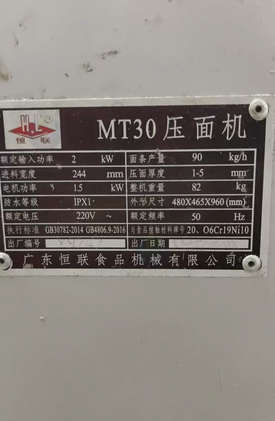 恒联
MT30 压面机
额定输入功率 2 kW 面条产量 90 kg/h
进料宽度 244 mm 压面厚度 1-5 mm
电机功率 1.5 kW 整机重量 82 kg
防水等级 IPX1 外形尺寸 480X465X960 (mm)
额定电压 220V~ 额定频率 50 Hz
执行标准 GB30782-2014 GB4806.9-2016 与食品接触材料牌号 20、06Cr19Ni10
出厂编号 出厂日期
广东恒联食品机械有限公司